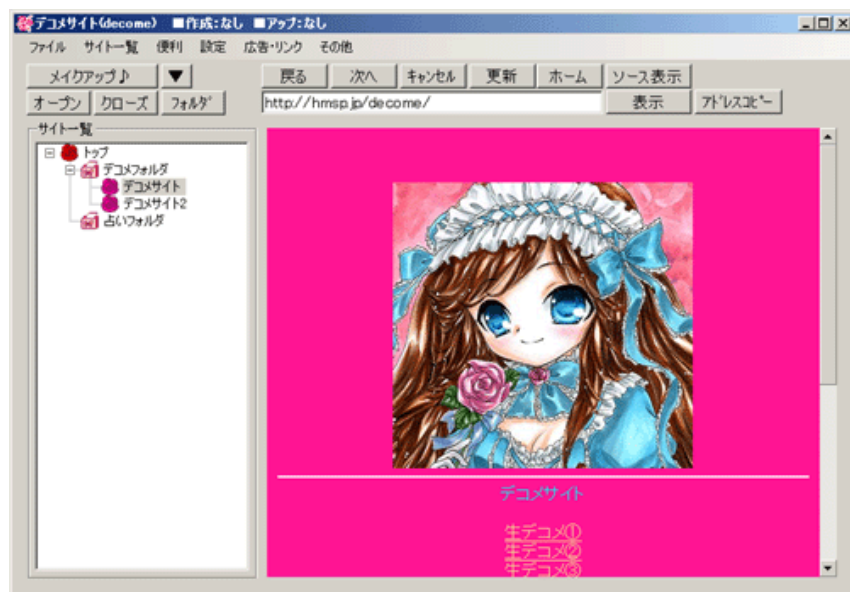 デコメサイト(decome) ■作成:なし ■アップ:なし
ファイル サイト一覧 便利 設定 広告・リンク その他
メイクアップ♪ ▼ 戻る 次へ キャンセル 更新 ホーム ソース表示
オープン クローズ フォルダ http://hmsp.jp/decome/ 表示 アドレスコピー
サイト一覧
トップ
デコメフォルダ
デコメサイト
デコメサイト2
占いフォルダ
デコメサイト
生デコメ①
生デコメ②
生デコメ③